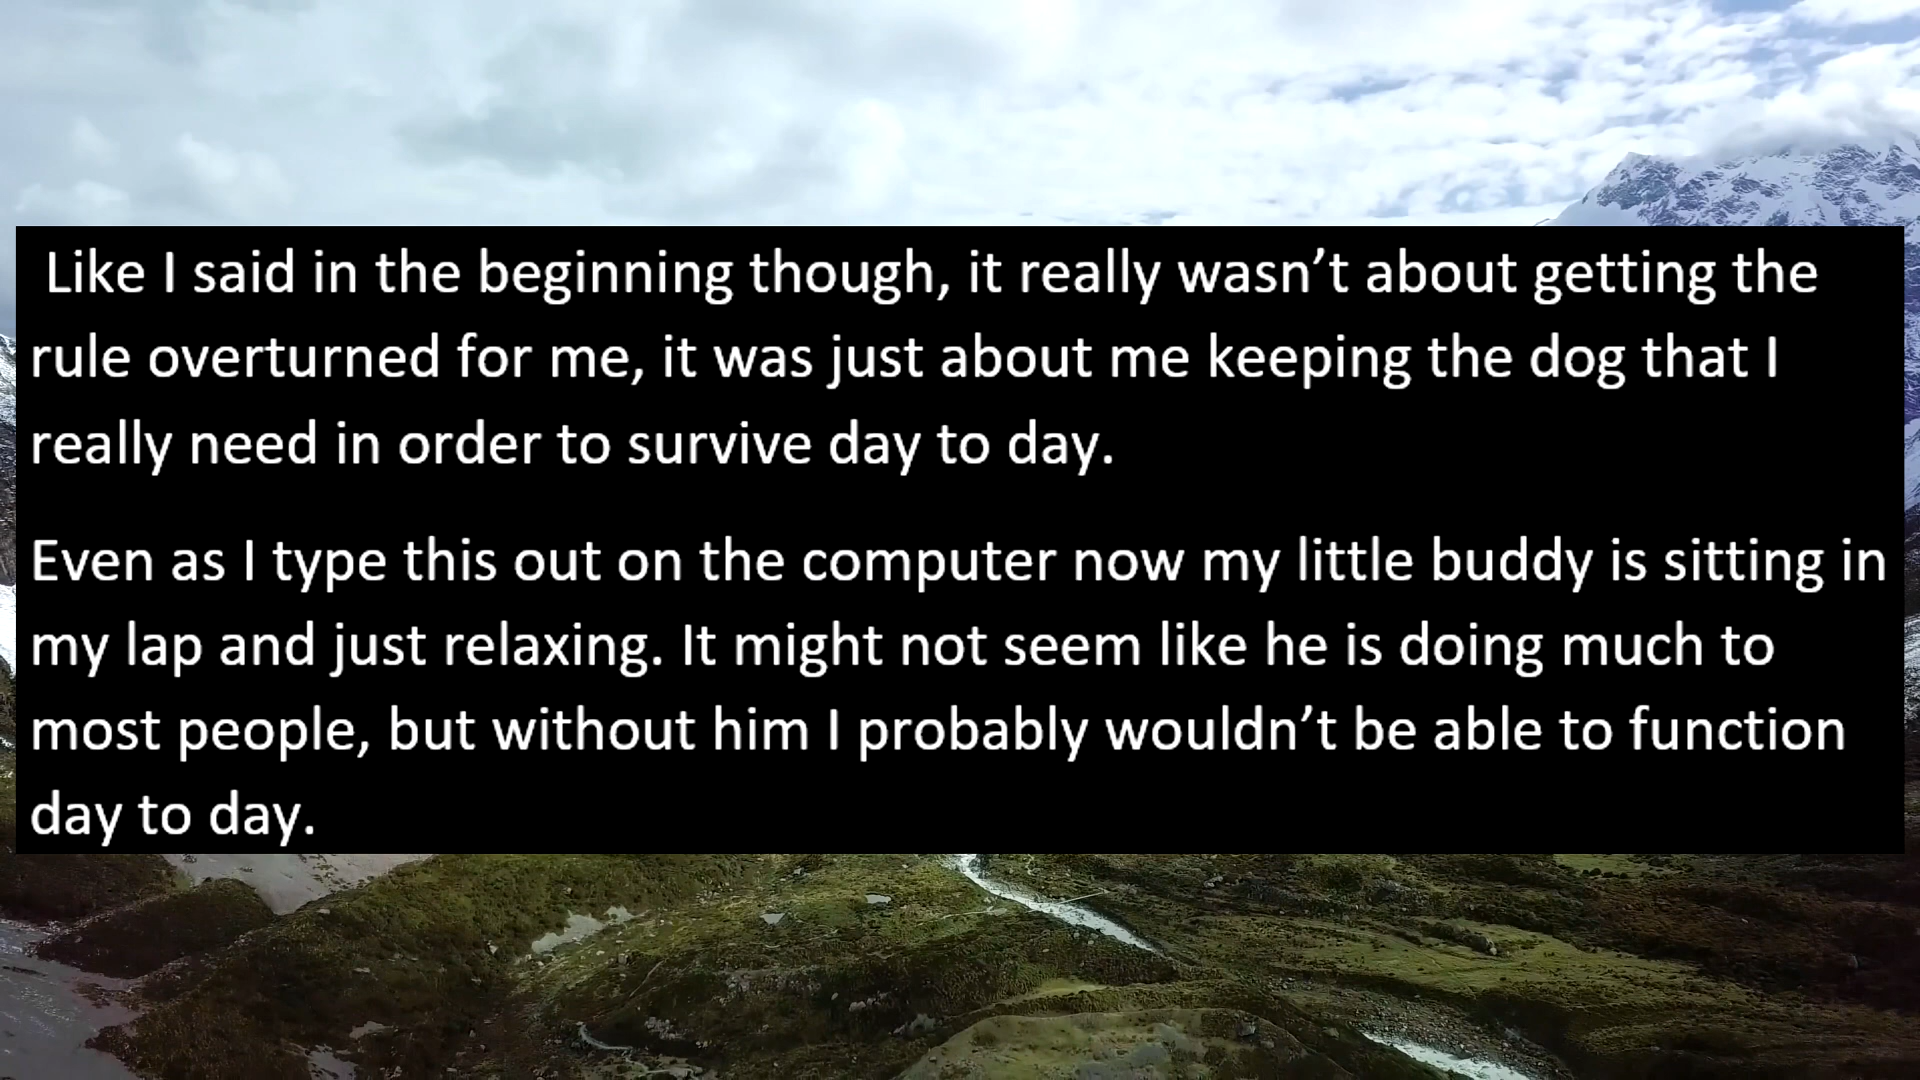 Like I said in the beginning though, it really wasn’t about getting the
rule overturned for me, it was just about me keeping the dog that I
really need in order to survive day to day.
Even as I type this out on the computer now my little buddy is sitting in
my lap and just relaxing. It might not seem like he is doing much to
most people, but without him I probably wouldn’t be able to function
day to day.